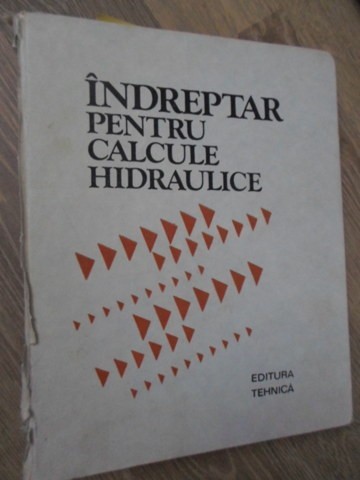 ÎNDREPTAR
PENTRU
CALCULE
HIDRAULICE
EDITURA
TEHNICĂ